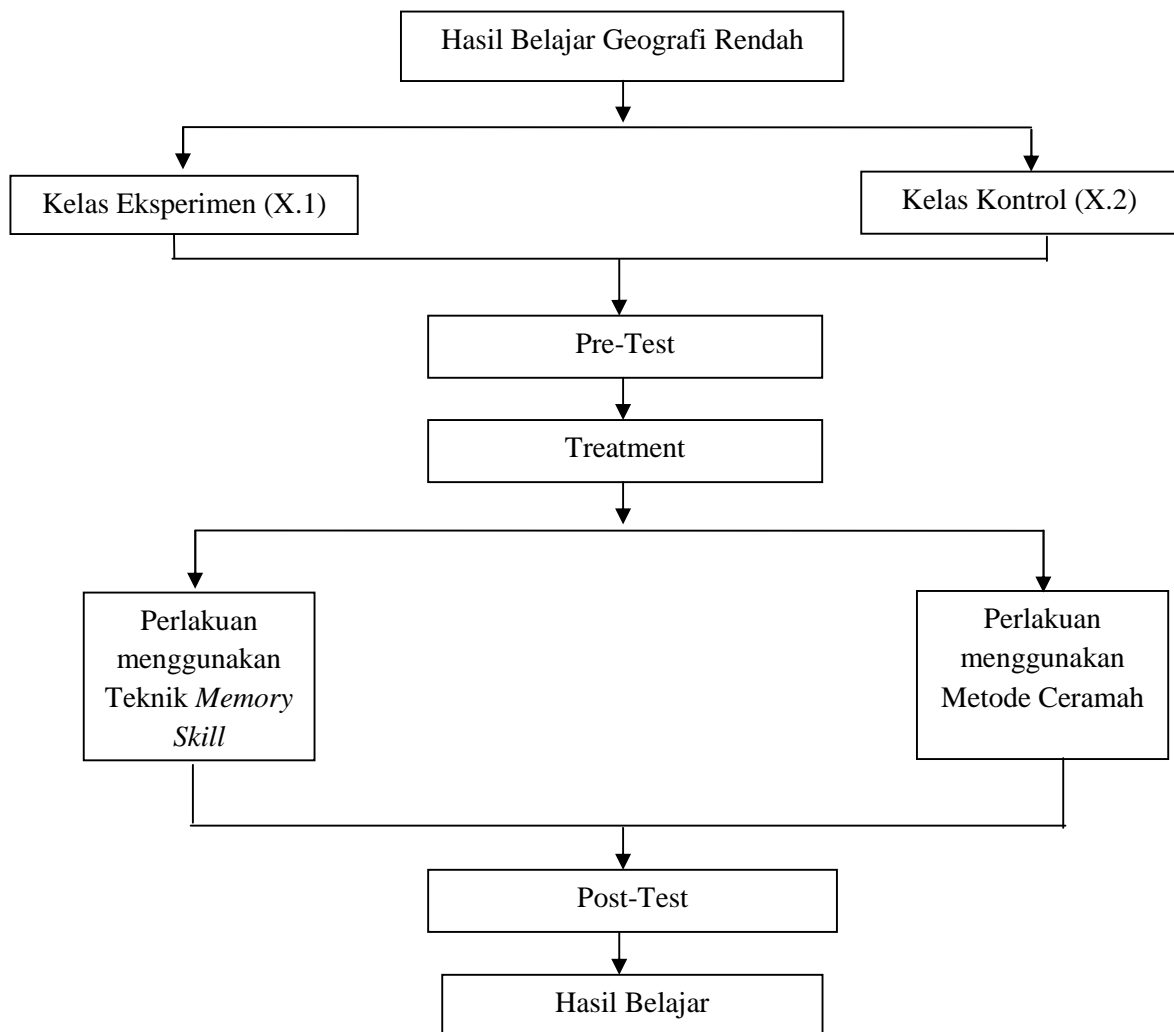 Hasil Belajar Geografi Rendah
Kelas Eksperimen (X.1)
Kelas Kontrol (X.2)
Pre-Test
Treatment
Perlakuan
menggunakan
Teknik Memory
Skill
Perlakuan
menggunakan
Metode Ceramah
Post-Test
Hasil Belajar